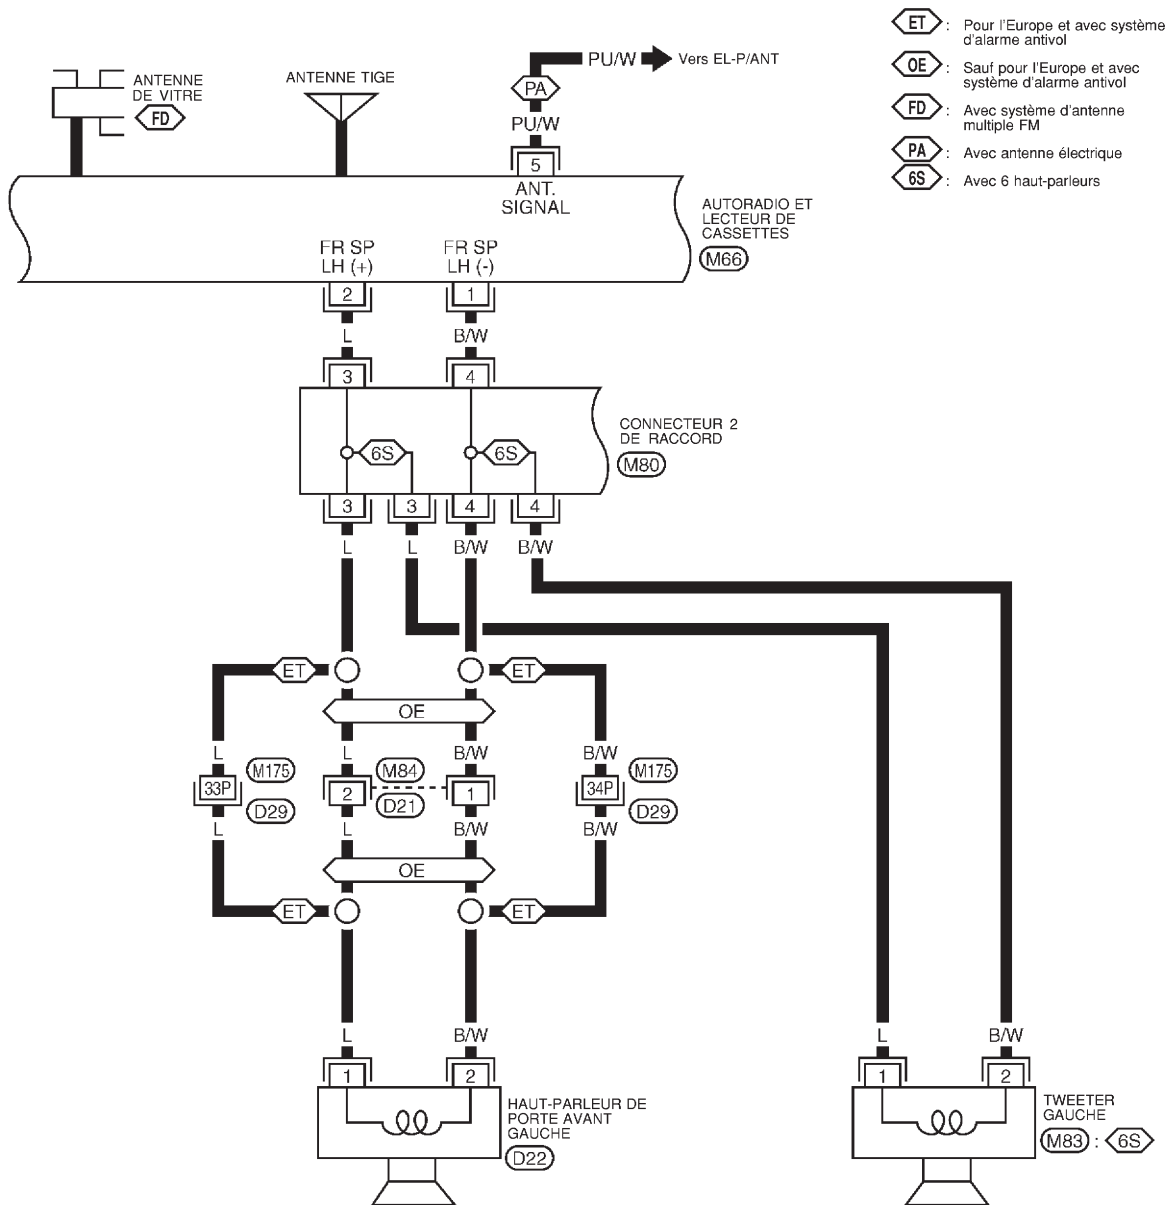 ET : Pour l'Europe et avec système
d'alarme antivol
OE : Sauf pour l'Europe et avec
système d'alarme antivol
FD : Avec système d'antenne
multiple FM
PA : Avec antenne électrique
6S : Avec 6 haut-parleurs
ANTENNE
DE VITRE
FD
ANTENNE TIGE
PU/W
Vers EL-P/ANT
PA
PU/W
5
ANT.
SIGNAL
AUTORADIO ET
LECTEUR DE
CASSETTES
M66
FR SP
LH (+)
FR SP
LH (-)
2 1
L B/W
3 4
CONNECTEUR 2
DE RACCORD
M80
6S 6S
3 3 4 4
L L B/W B/W
ET ET
OE
L L B/W B/W
M175 M84 M175
33P 2 1 34P
D29 D21 D29
L L B/W B/W
OE
ET ET
L B/W L B/W
1 2 1 2
HAUT-PARLEUR DE
PORTE AVANT
GAUCHE
D22
TWEETER
GAUCHE
M83 : 6S